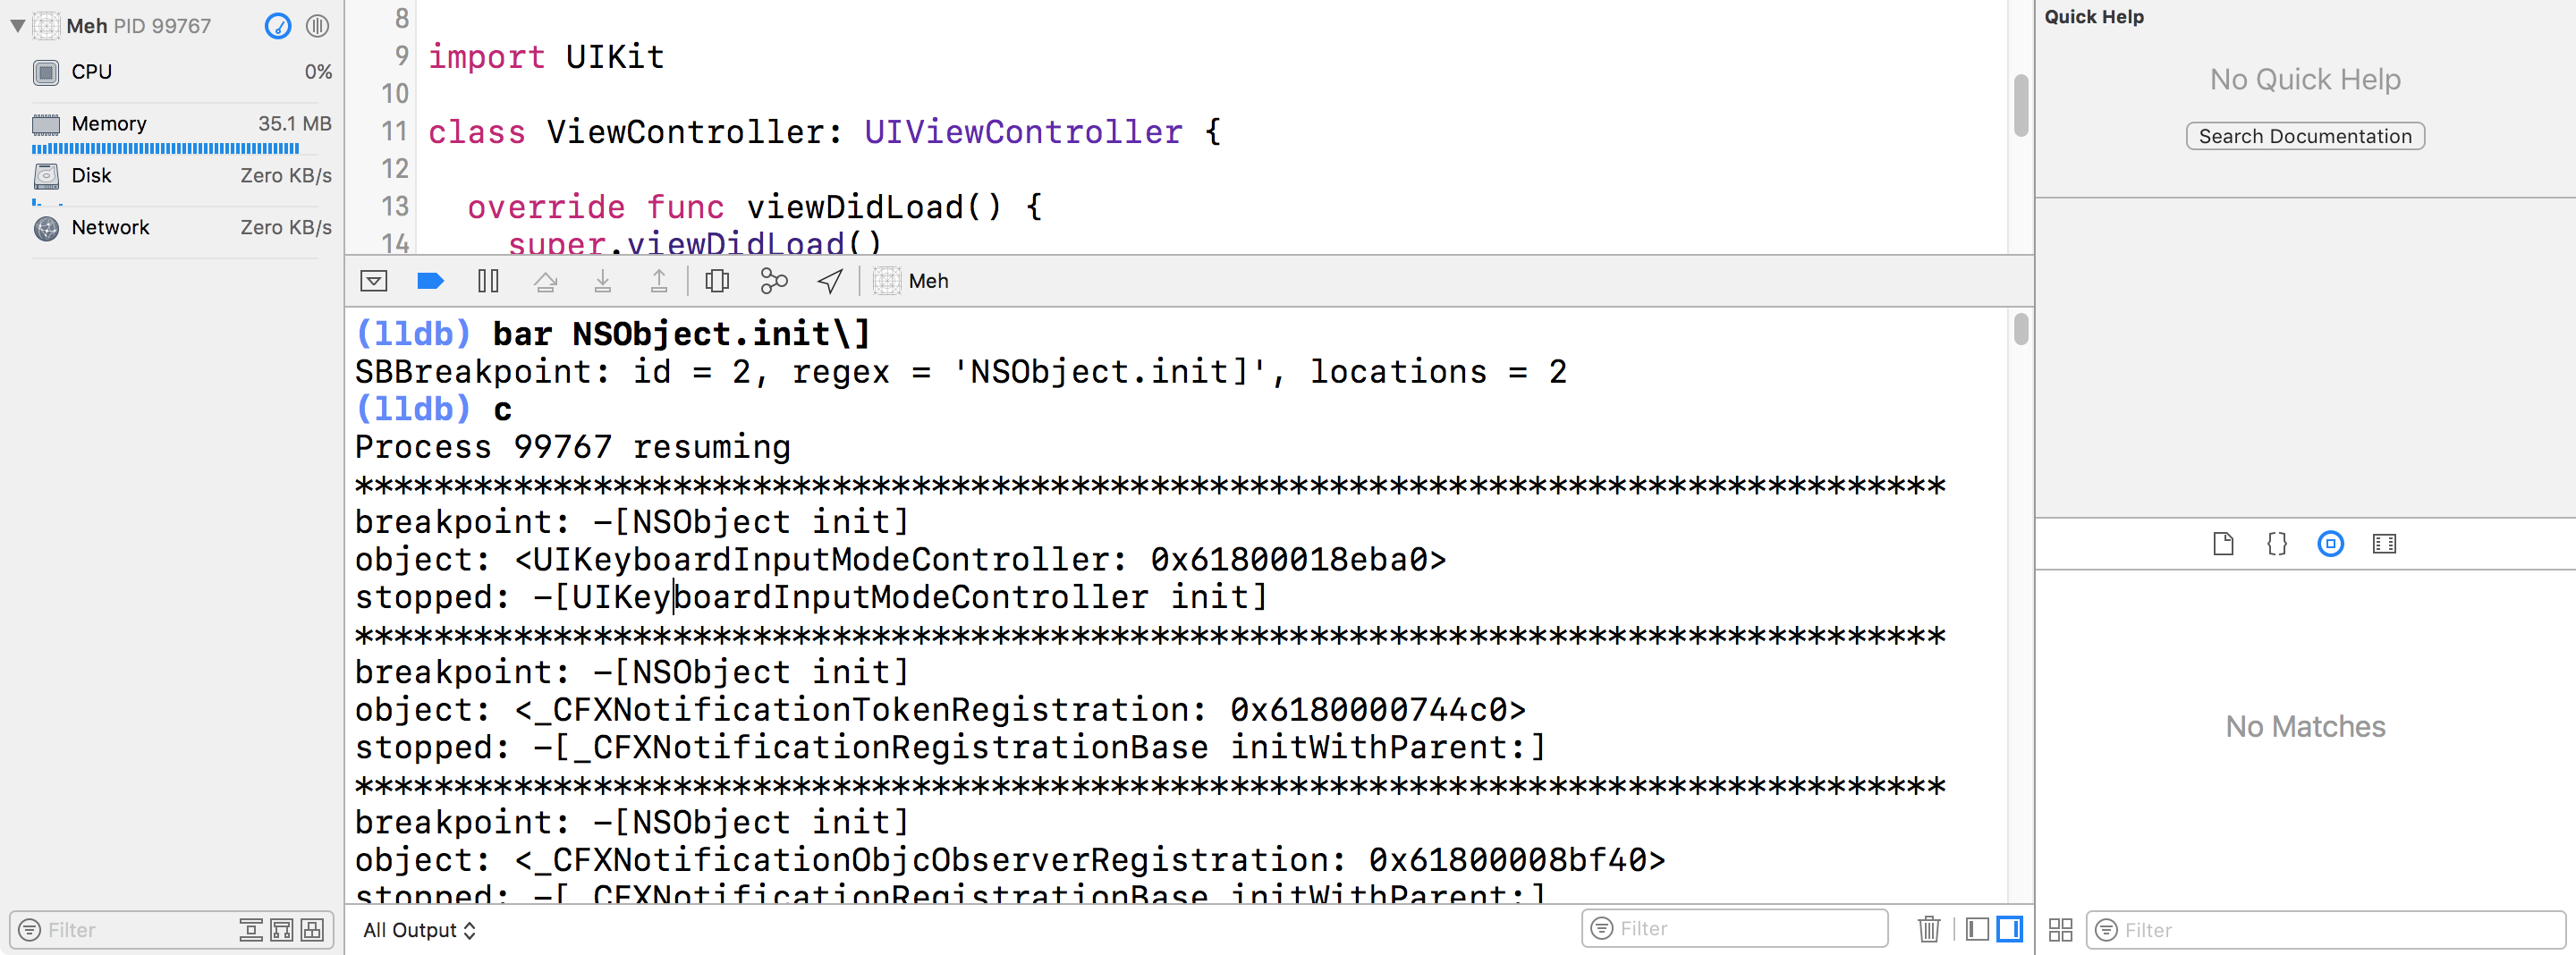 Meh PID 99767
CPU 0%
Memory 35.1 MB
Disk Zero KB/s
Network Zero KB/s
Filter
8
9 import UIKit
10
11 class ViewController: UIViewController {
12
13 override func viewDidLoad() {
14 super.viewDidLoad()
Meh
(lldb) bar NSObject.init\]
SBBreakpoint: id = 2, regex = 'NSObject.init]', locations = 2
(lldb) c
Process 99767 resuming
********************************************************************************
breakpoint: -[NSObject init]
object: <UIKeyboardInputModeController: 0x61800018eba0>
stopped: -[UIKeyboardInputModeController init]
********************************************************************************
breakpoint: -[NSObject init]
object: <_CFXNotificationTokenRegistration: 0x6180000744c0>
stopped: -[_CFXNotificationRegistrationBase initWithParent:]
********************************************************************************
breakpoint: -[NSObject init]
object: <_CFXNotificationObjcObserverRegistration: 0x61800008bf40>
stopped: -[_CFXNotificationRegistrationBase initWithParent:]
All Output
Filter
Quick Help
No Quick Help
Search Documentation
No Matches
Filter